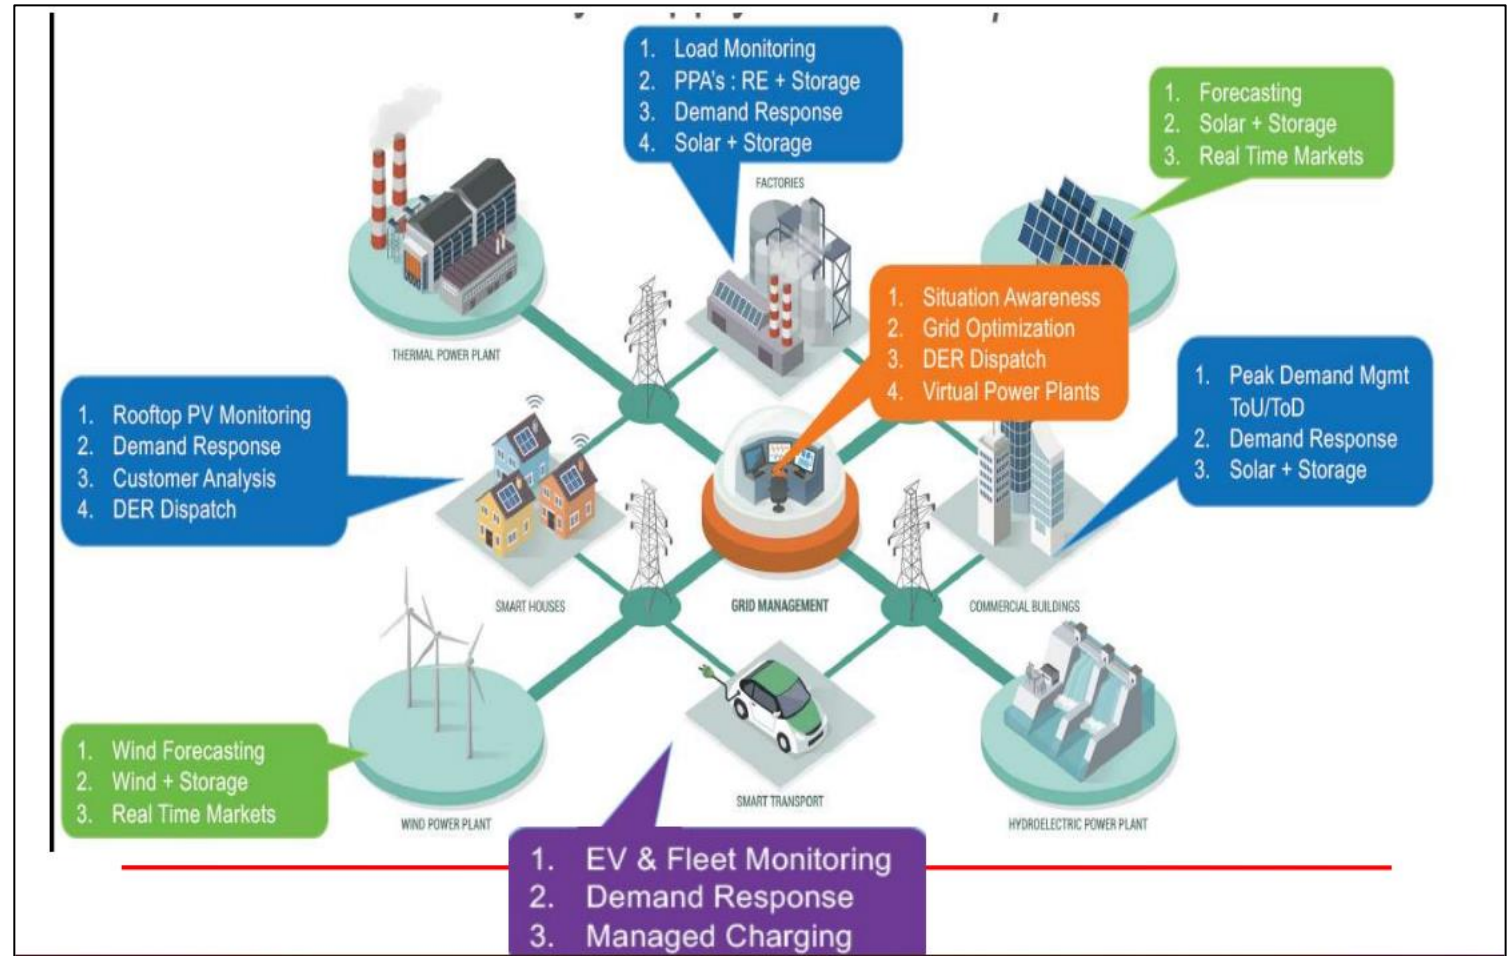 1. Load Monitoring
2. PPA's : RE + Storage
3. Demand Response
4. Solar + Storage
1. Forecasting
2. Solar + Storage
3. Real Time Markets
FACTORIES
1. Situation Awareness
2. Grid Optimization
3. DER Dispatch
4. Virtual Power Plants
THERMAL POWER PLANT
1. Peak Demand Mgmt
ToU/ToD
2. Demand Response
3. Solar + Storage
1. Rooftop PV Monitoring
2. Demand Response
3. Customer Analysis
4. DER Dispatch
SMART HOUSES
GRID MANAGEMENT
COMMERCIAL BUILDINGS
1. Wind Forecasting
2. Wind + Storage
3. Real Time Markets
WIND POWER PLANT
SMART TRANSPORT
HYDROELECTRIC POWER PLANT
1. EV & Fleet Monitoring
2. Demand Response
3. Managed Charging